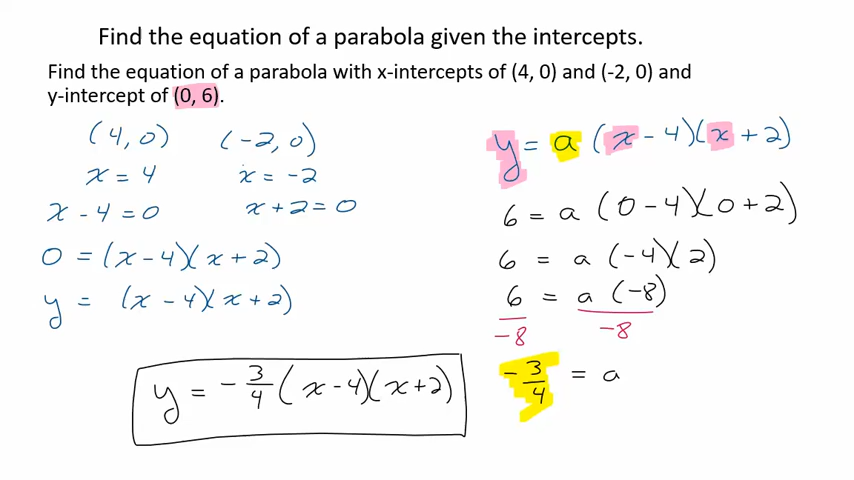 Find the equation of a parabola given the intercepts.
Find the equation of a parabola with x-intercepts of (4, 0) and (-2, 0) and
y-intercept of (0, 6).
(4, 0)
x = 4
x - 4 = 0
(-2, 0)
x = -2
x + 2 = 0
0 = (x - 4)(x + 2)
y = (x - 4)(x + 2)
y = a (x - 4)(x + 2)
6 = a (0 - 4)(0 + 2)
6 = a (-4)(2)
6 = a (-8)
-8 -8
-3/4 = a
y = -3/4 (x - 4)(x + 2)